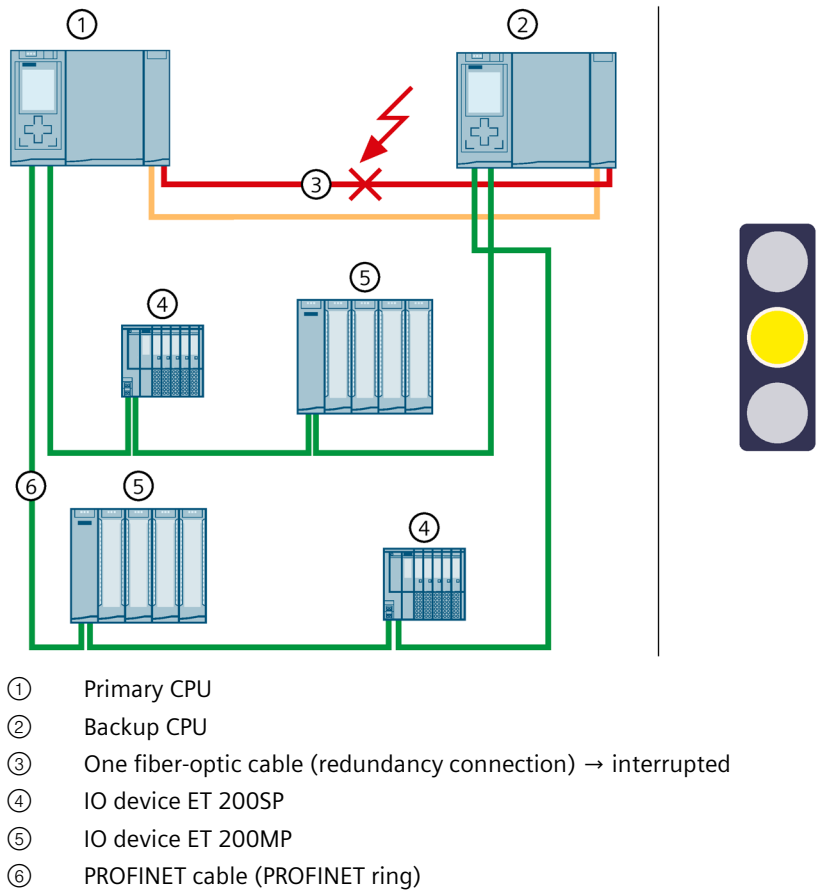 ① ②
③
⑤
④
⑥ ⑤
④
① Primary CPU
② Backup CPU
③ One fiber-optic cable (redundancy connection) → interrupted
④ IO device ET 200SP
⑤ IO device ET 200MP
⑥ PROFINET cable (PROFINET ring)